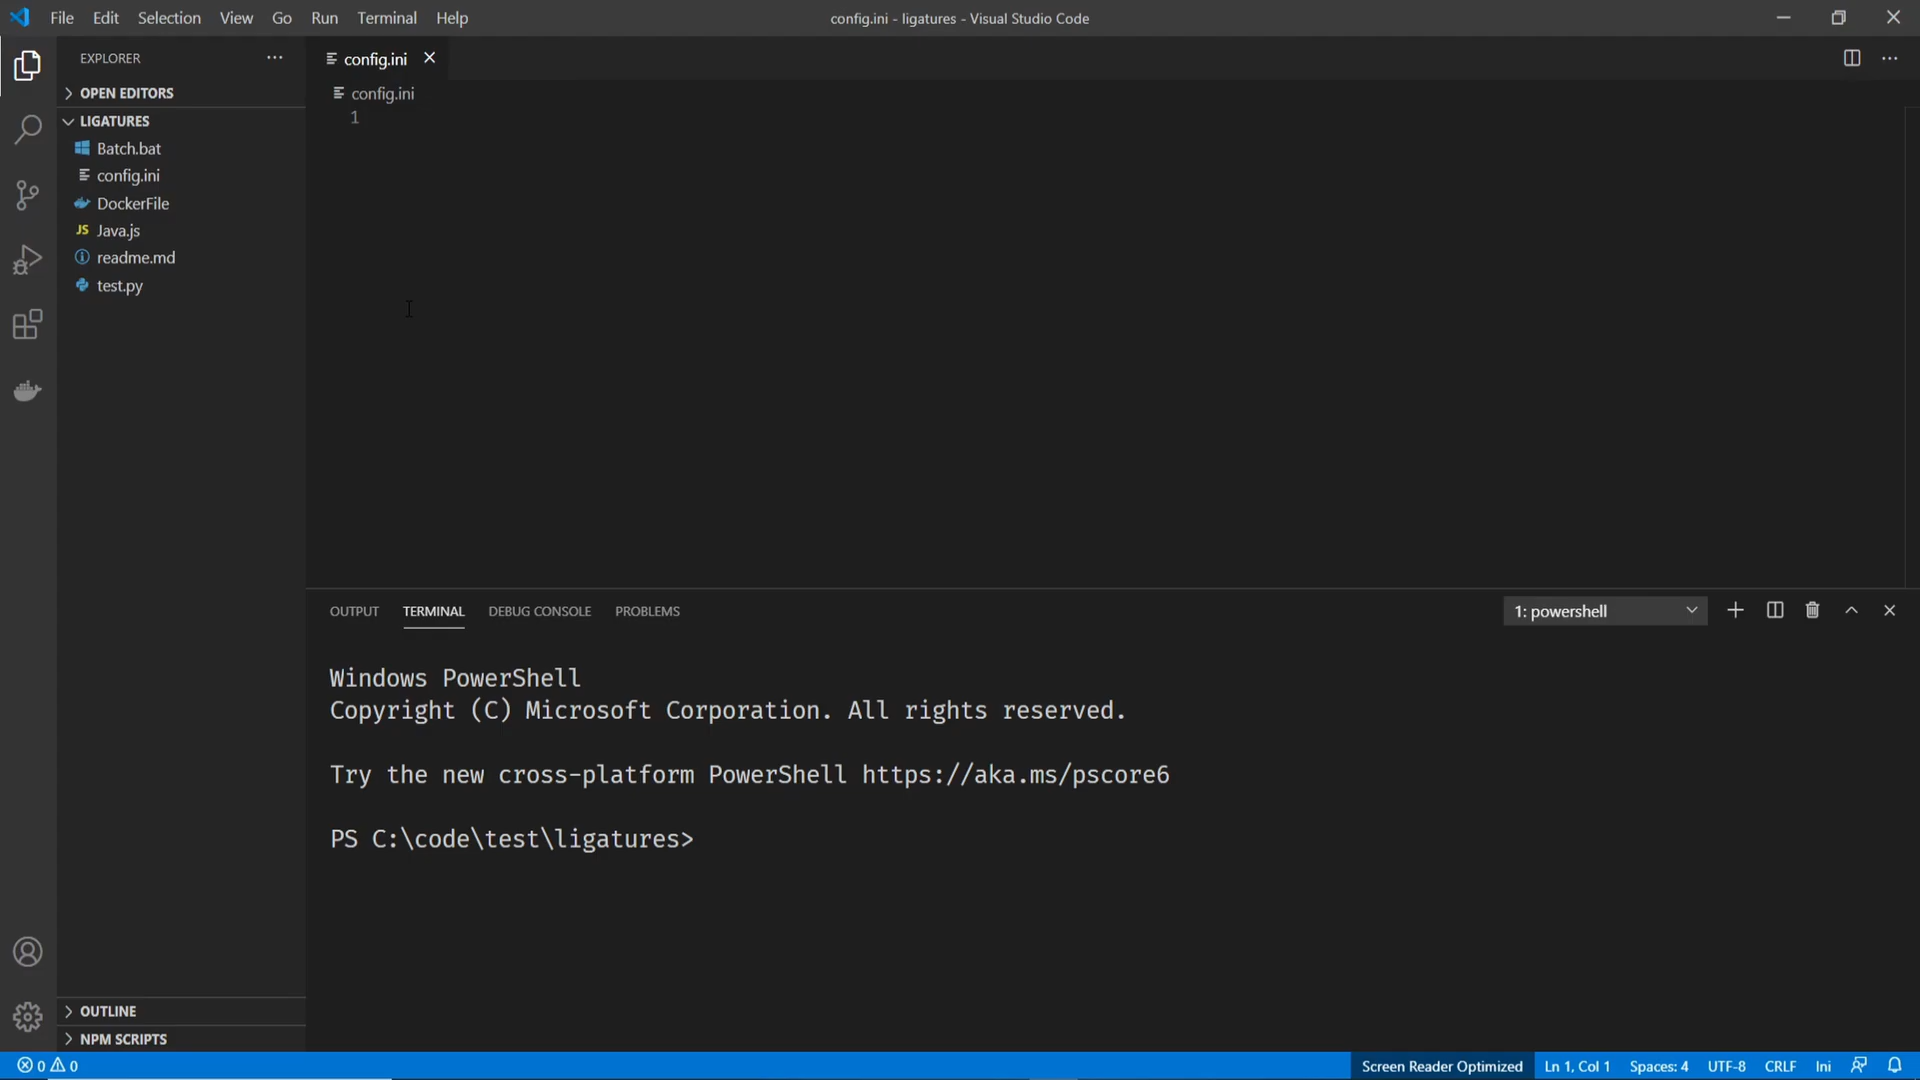 File Edit Selection View Go Run Terminal Help
config.ini - ligatures - Visual Studio Code
EXPLORER
OPEN EDITORS
LIGATURES
Batch.bat
config.ini
DockerFile
JS Java.js
readme.md
test.py
OUTLINE
NPM SCRIPTS
config.ini
config.ini
1
OUTPUT TERMINAL DEBUG CONSOLE PROBLEMS
1: powershell
Windows PowerShell
Copyright (C) Microsoft Corporation. All rights reserved.
Try the new cross-platform PowerShell https://aka.ms/pscore6
PS C:\code\test\ligatures>
0 0
Screen Reader Optimized Ln 1, Col 1 Spaces: 4 UTF-8 CRLF Ini